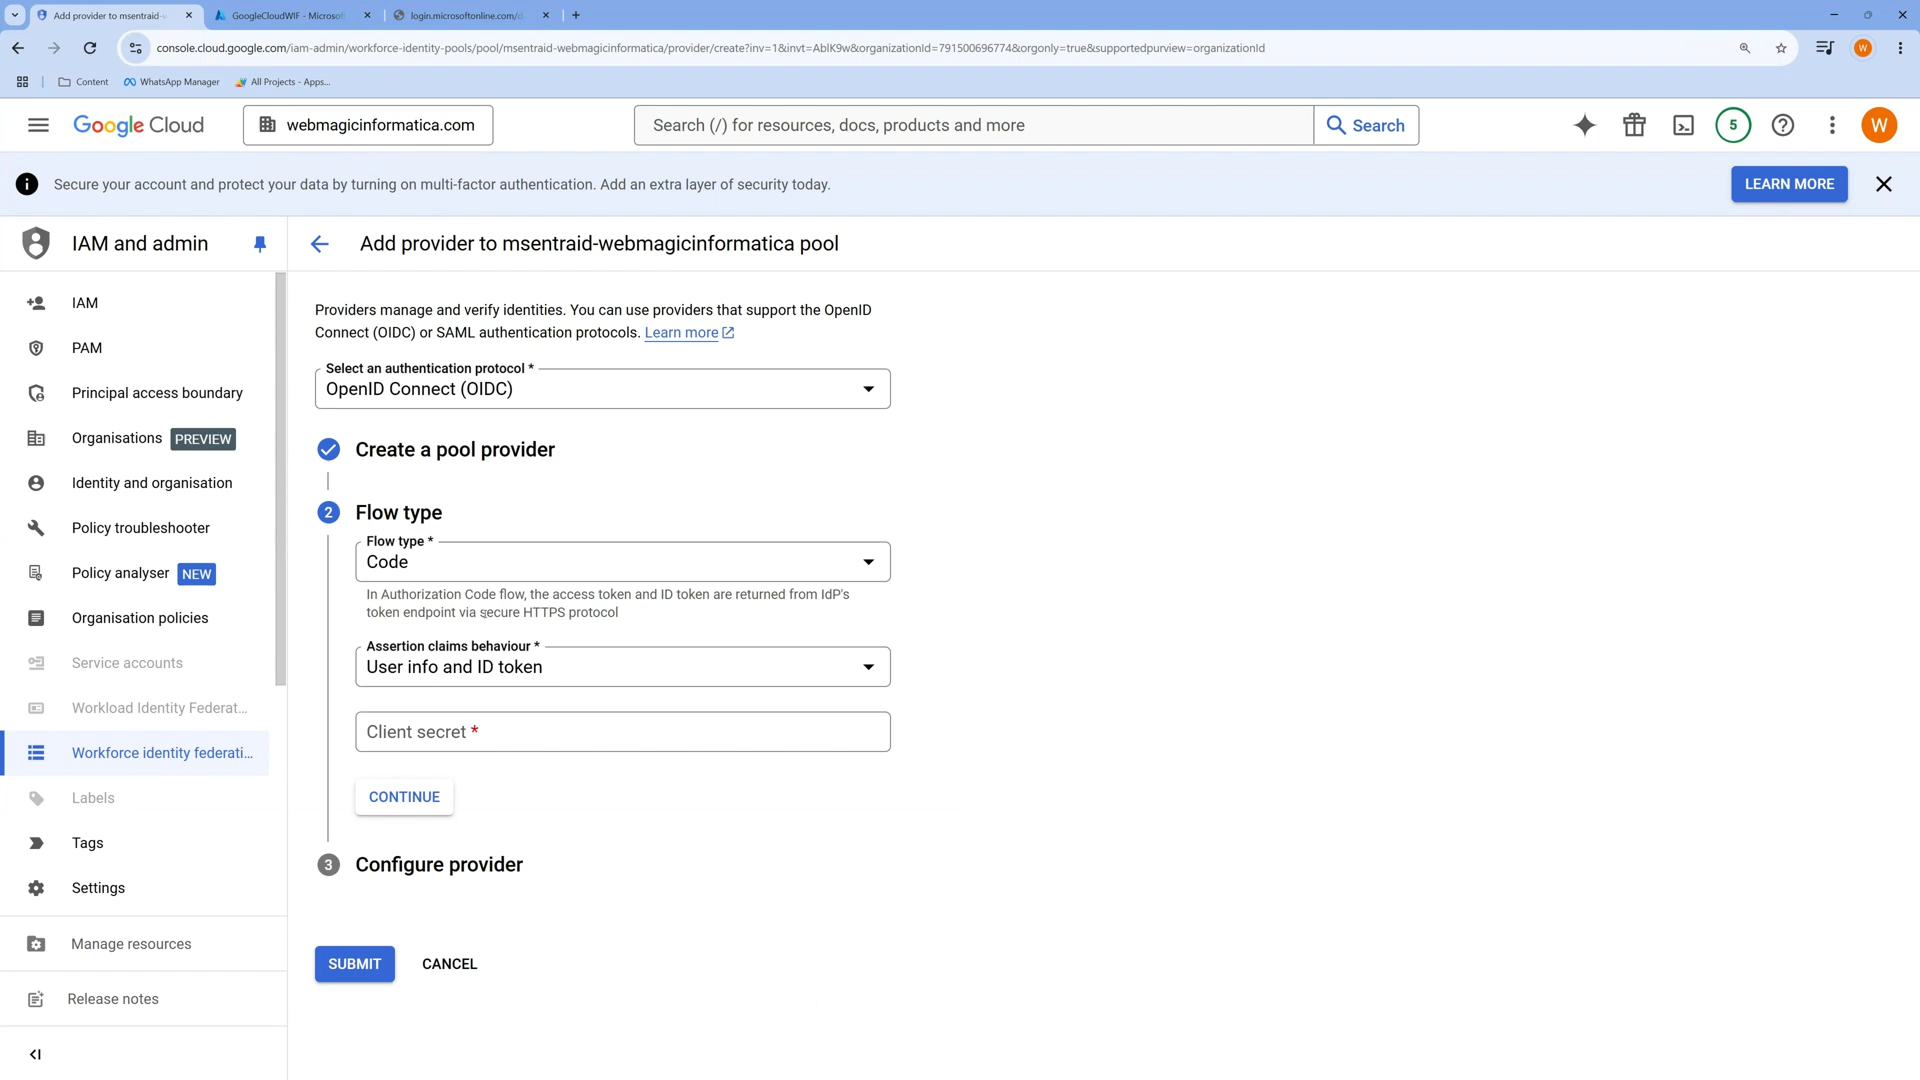 Add provider to msentraid-w
GoogleCloudWIF - Microsof
login.microsoftonline.com/d
console.cloud.google.com/iam-admin/workforce-identity-pools/pool/msentraid-webmagicinformatica/provider/create?inv=1&invt=AblK9w&organizationId=791500696774&orgonly=true&supportedpurview=organizationId
W
Content
WhatsApp Manager
All Projects - Apps...
Google Cloud
webmagicinformatica.com
Search (/) for resources, docs, products and more
Search
5
W
Secure your account and protect your data by turning on multi-factor authentication. Add an extra layer of security today.
LEARN MORE
IAM and admin
Add provider to msentraid-webmagicinformatica pool
IAM
PAM
Principal access boundary
Organisations PREVIEW
Identity and organisation
Policy troubleshooter
Policy analyser NEW
Organisation policies
Service accounts
Workload Identity Federat...
Workforce identity federati...
Labels
Tags
Settings
Manage resources
Release notes
Providers manage and verify identities. You can use providers that support the OpenID
Connect (OIDC) or SAML authentication protocols. Learn more
Select an authentication protocol *
OpenID Connect (OIDC)
Create a pool provider
2 Flow type
Flow type *
Code
In Authorization Code flow, the access token and ID token are returned from IdP's
token endpoint via secure HTTPS protocol
Assertion claims behaviour *
User info and ID token
Client secret *
CONTINUE
3 Configure provider
SUBMIT
CANCEL